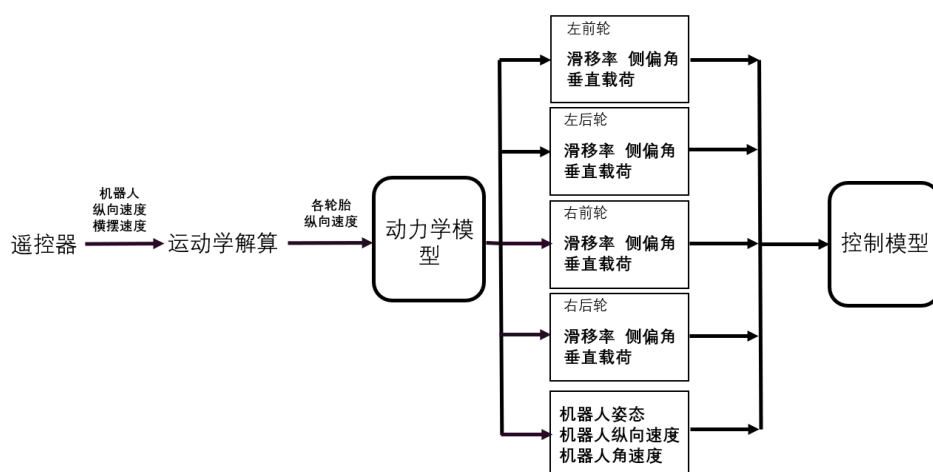 遥控器
机器人
纵向速度
横摆速度
运动学解算
各轮胎
纵向速度
动力学模
型
左前轮
滑移率 侧偏角
垂直载荷
左后轮
滑移率 侧偏角
垂直载荷
右前轮
滑移率 侧偏角
垂直载荷
右后轮
滑移率 侧偏角
垂直载荷
机器人姿态
机器人纵向速度
机器人角速度
控制模型